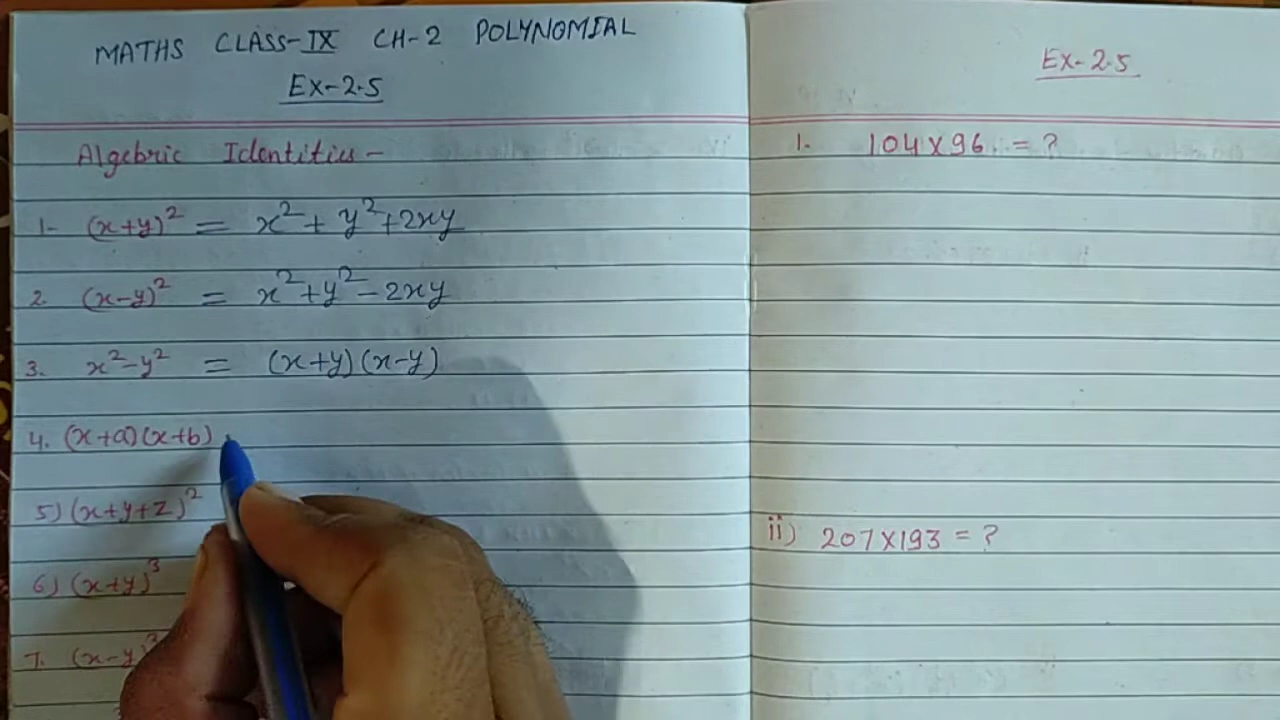 MATHS CLASS-IX CH-2 POLYNOMIAL
Ex-2.5
Algebric Identities-
1- (x+y)² = x²+y²+2xy
2. (x-y)² = x²+y²-2xy
3. x²-y² = (x+y)(x-y)
4. (x+a)(x+b)
5) (x+y+z)²
6) (x+y)³
7. (x-y)³
Ex-2.5
1. 104×96 = ?
ii) 207×193 = ?